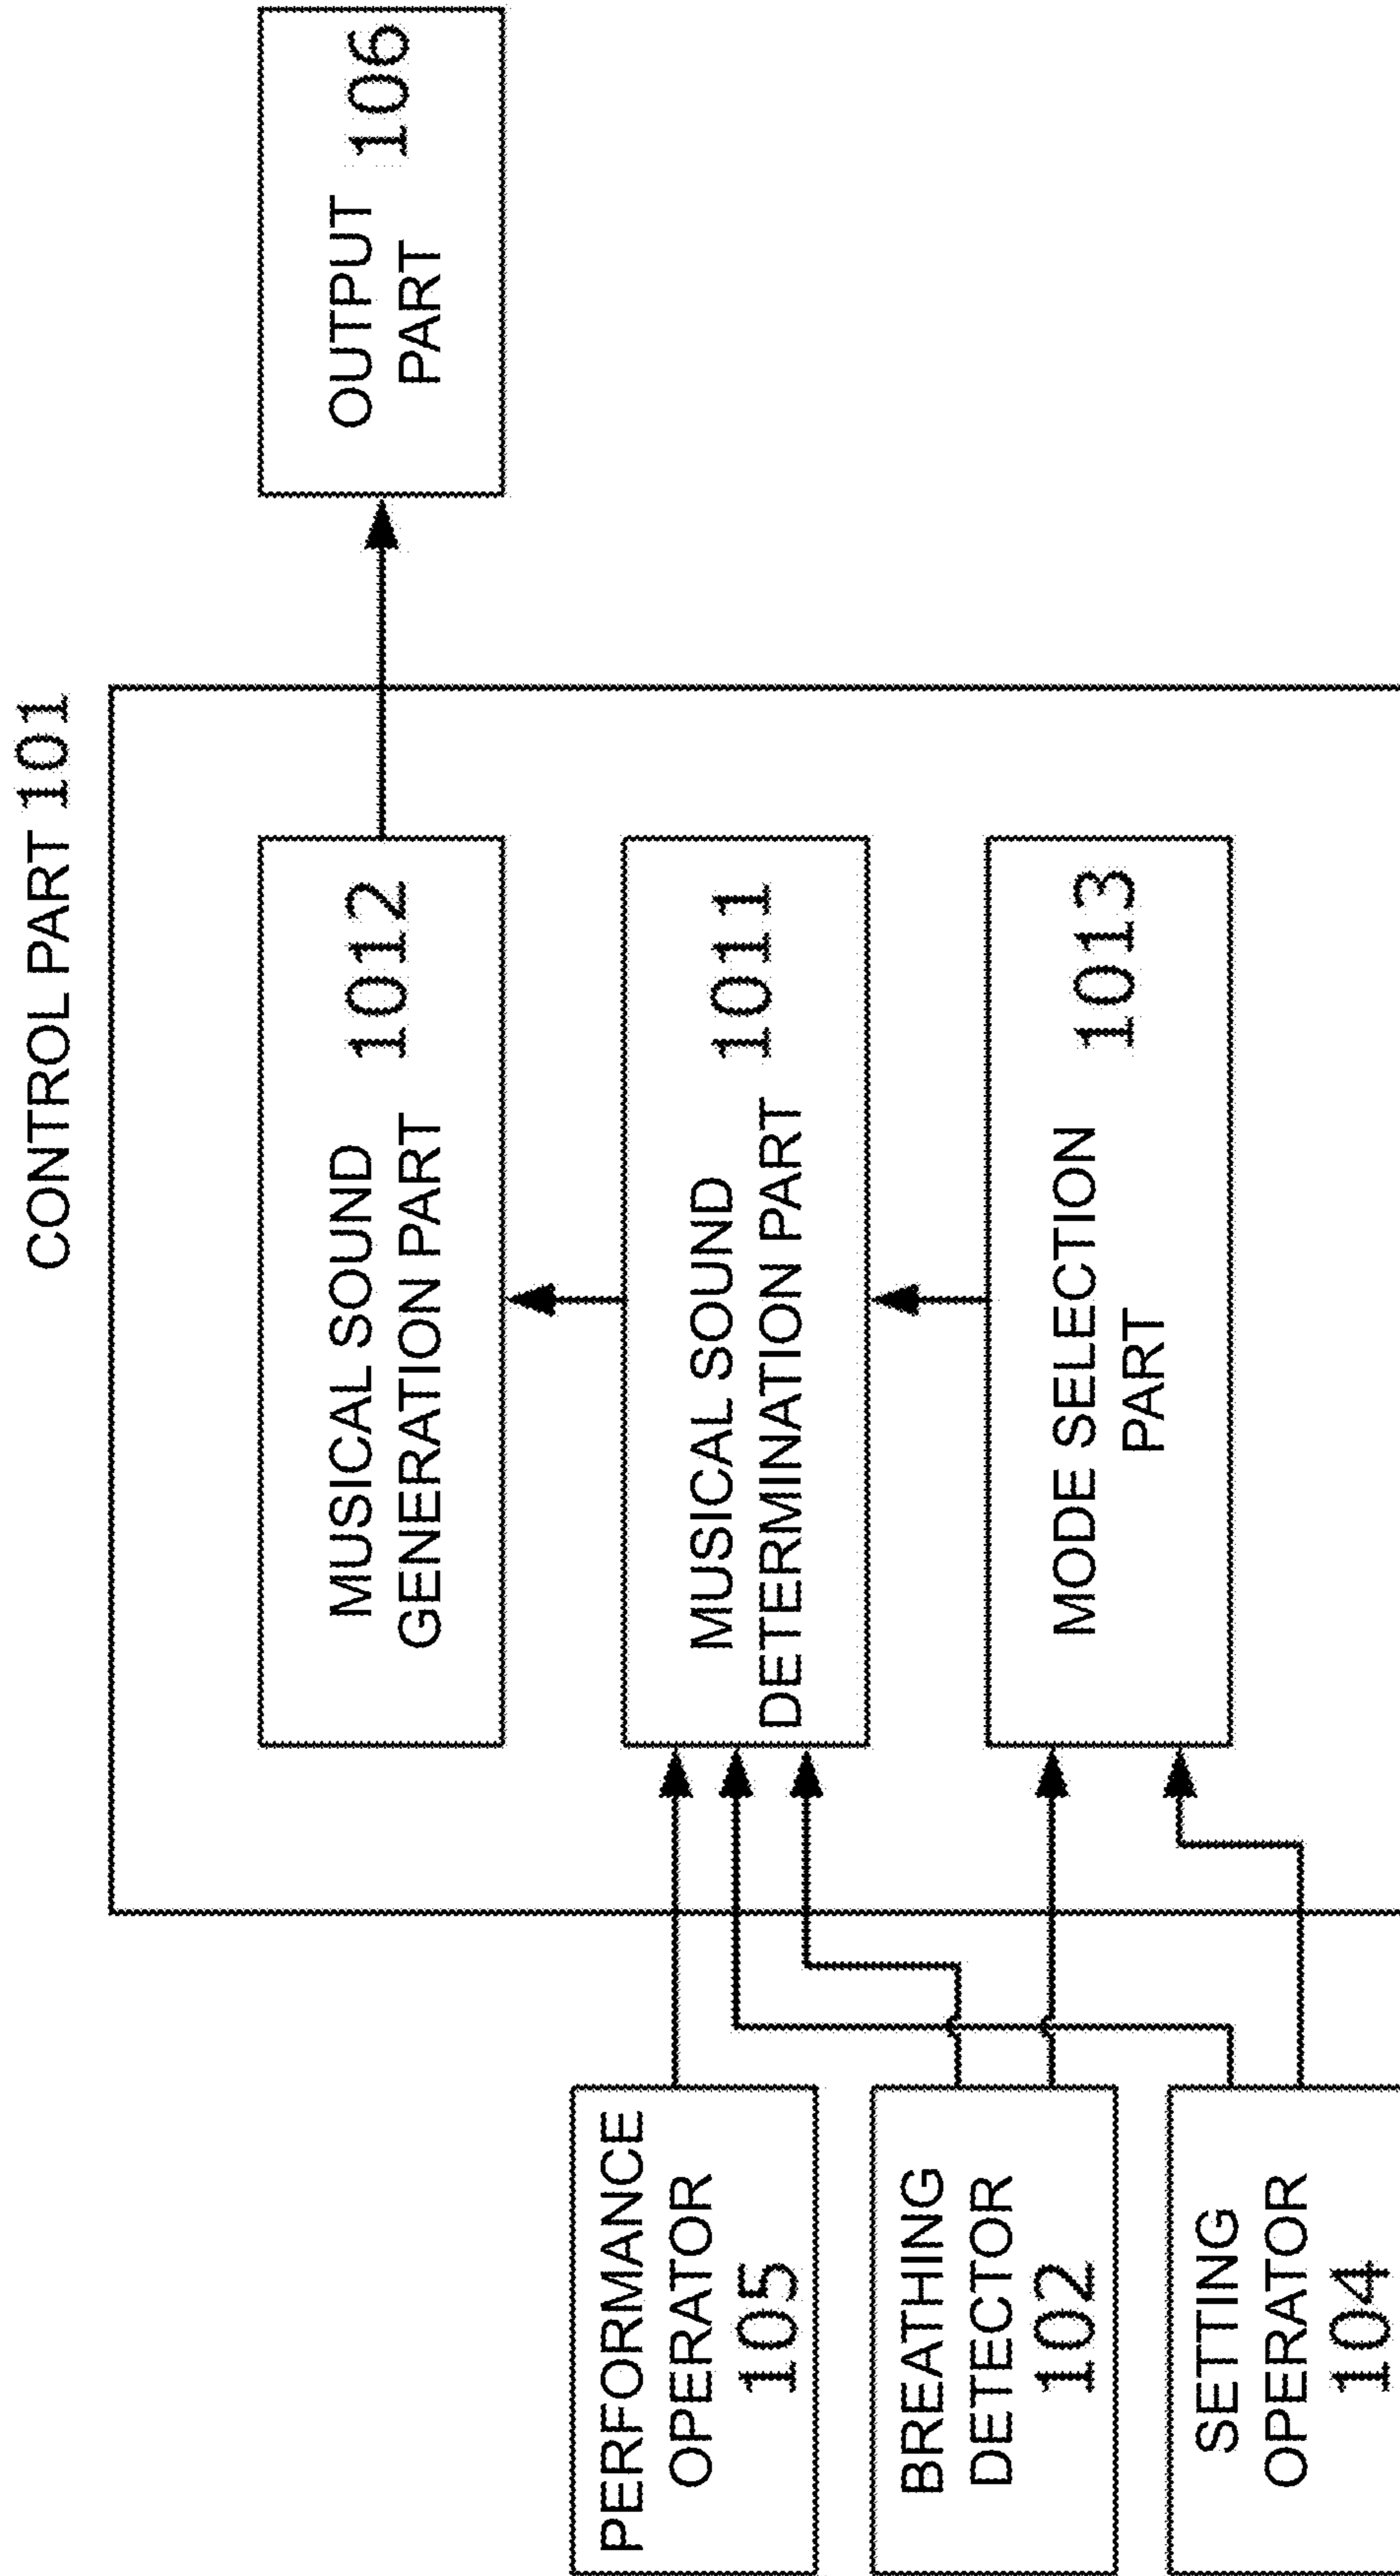 CONTROL PART 101
PERFORMANCE
OPERATOR
105
BREATHING
DETECTOR
102
SETTING
OPERATOR
104
MUSICAL SOUND
GENERATION PART
1012
MUSICAL SOUND
DETERMINATION PART
1011
MODE SELECTION
PART
1013
OUTPUT
PART
106